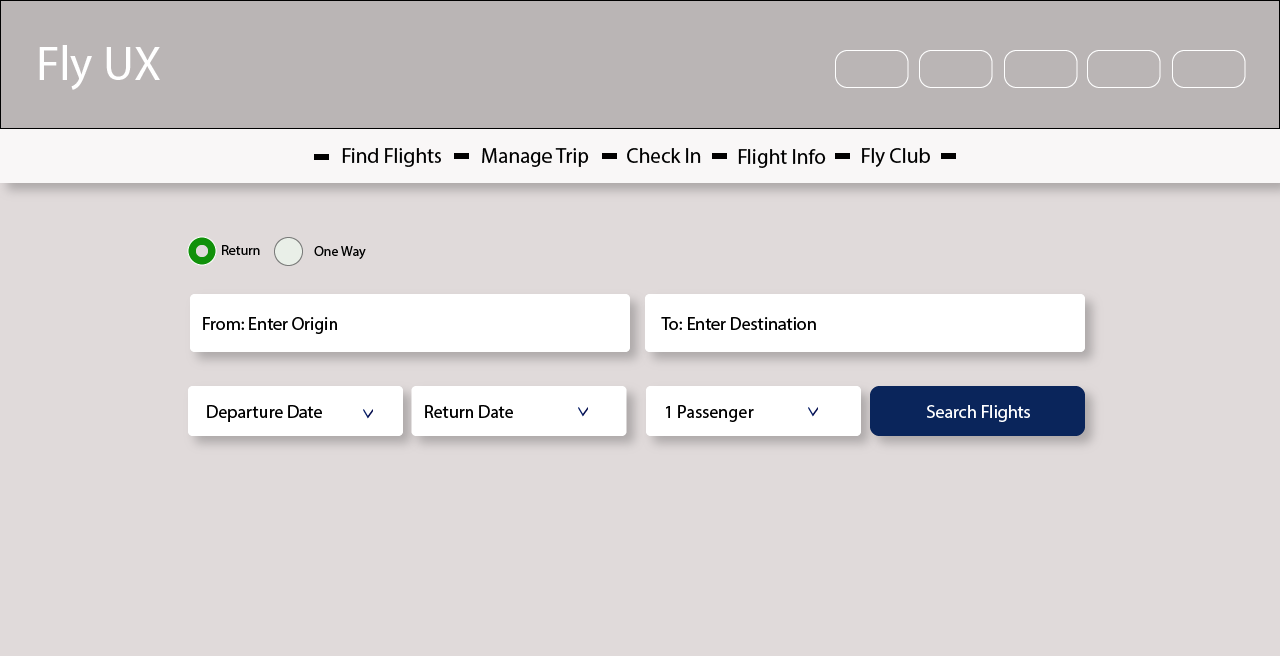 Fly UX
Find Flights Manage Trip Check In Flight Info Fly Club
Return One Way
From: Enter Origin To: Enter Destination
Departure Date Return Date 1 Passenger Search Flights